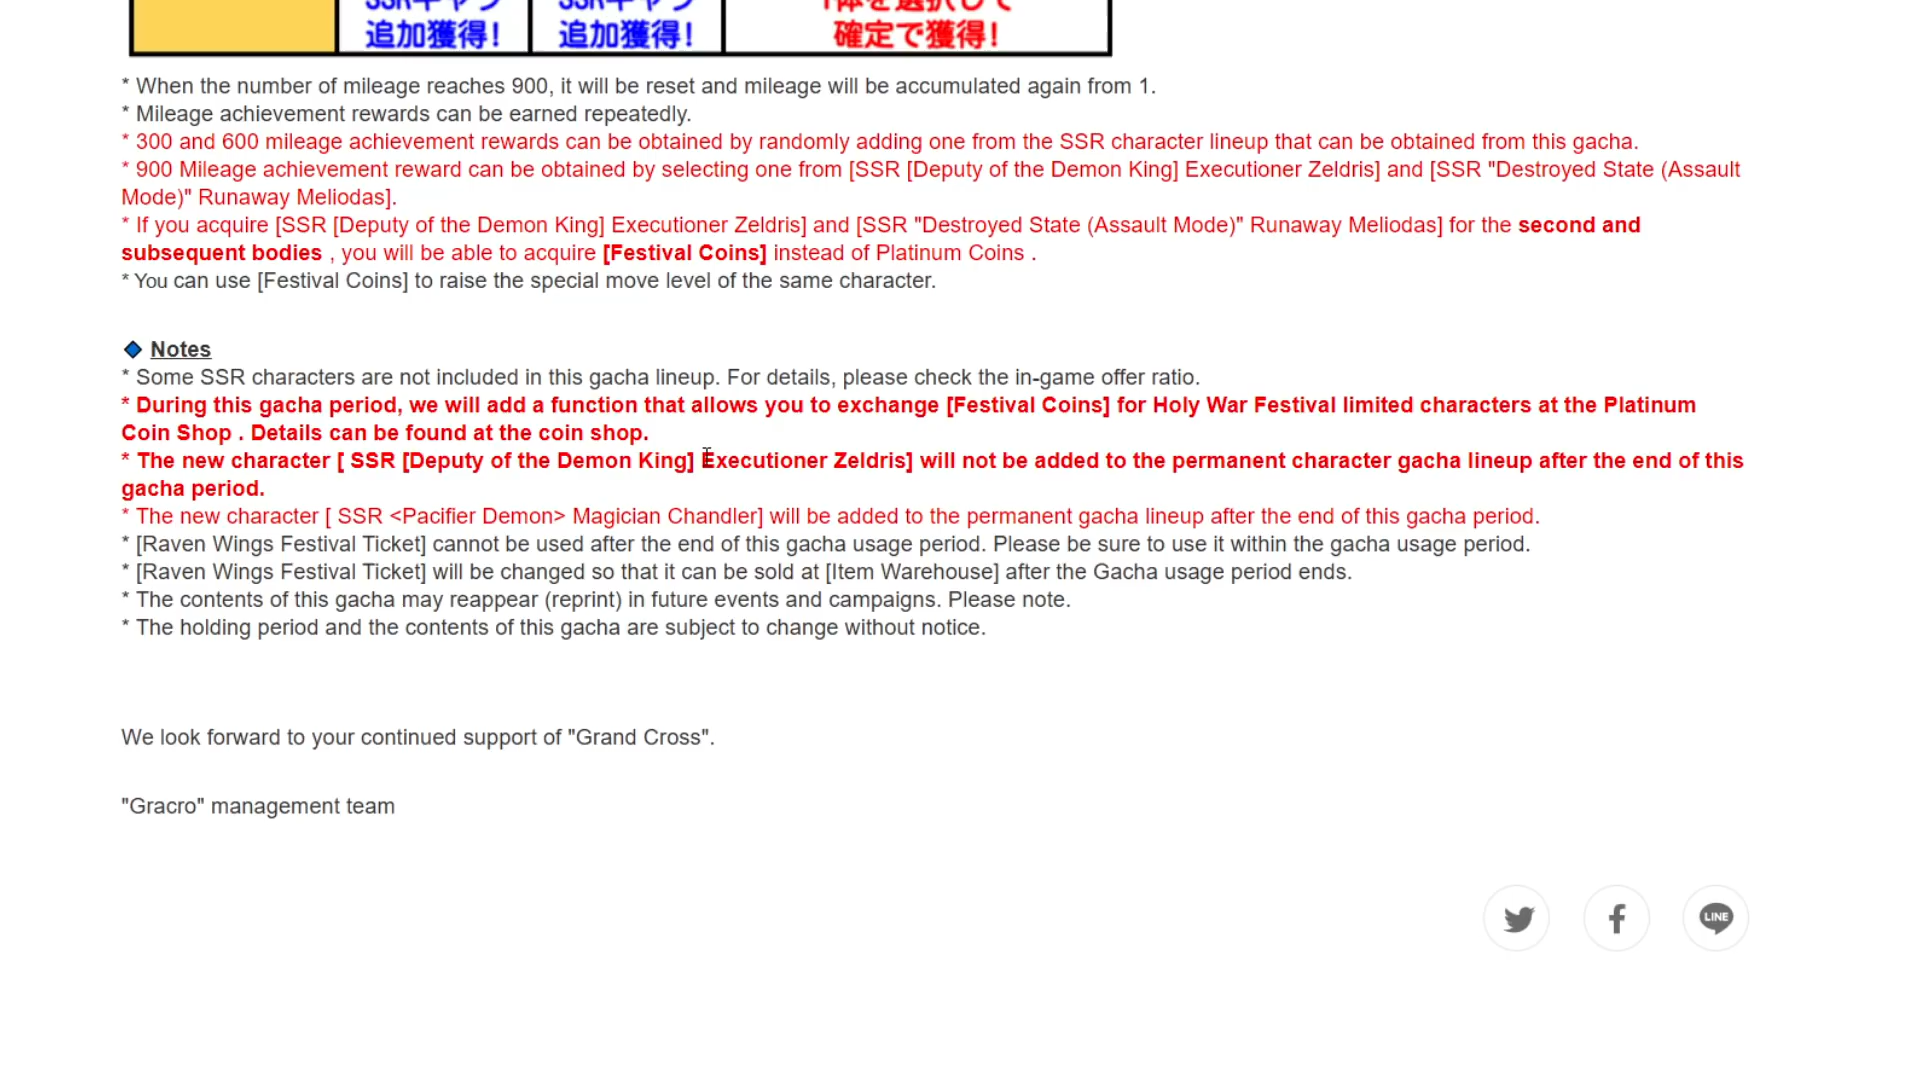 追加獲得! 追加獲得! 確定で獲得!
* When the number of mileage reaches 900, it will be reset and mileage will be accumulated again from 1.
* Mileage achievement rewards can be earned repeatedly.
* 300 and 600 mileage achievement rewards can be obtained by randomly adding one from the SSR character lineup that can be obtained from this gacha.
* 900 Mileage achievement reward can be obtained by selecting one from [SSR [Deputy of the Demon King] Executioner Zeldris] and [SSR "Destroyed State (Assault
Mode)" Runaway Meliodas].
* If you acquire [SSR [Deputy of the Demon King] Executioner Zeldris] and [SSR "Destroyed State (Assault Mode)" Runaway Meliodas] for the second and
subsequent bodies , you will be able to acquire [Festival Coins] instead of Platinum Coins .
* You can use [Festival Coins] to raise the special move level of the same character.
Notes
* Some SSR characters are not included in this gacha lineup. For details, please check the in-game offer ratio.
* During this gacha period, we will add a function that allows you to exchange [Festival Coins] for Holy War Festival limited characters at the Platinum
Coin Shop . Details can be found at the coin shop.
* The new character [ SSR [Deputy of the Demon King] Executioner Zeldris] will not be added to the permanent character gacha lineup after the end of this
gacha period.
* The new character [ SSR <Pacifier Demon> Magician Chandler] will be added to the permanent gacha lineup after the end of this gacha period.
* [Raven Wings Festival Ticket] cannot be used after the end of this gacha usage period. Please be sure to use it within the gacha usage period.
* [Raven Wings Festival Ticket] will be changed so that it can be sold at [Item Warehouse] after the Gacha usage period ends.
* The contents of this gacha may reappear (reprint) in future events and campaigns. Please note.
* The holding period and the contents of this gacha are subject to change without notice.
We look forward to your continued support of "Grand Cross".
"Gracro" management team
LINE